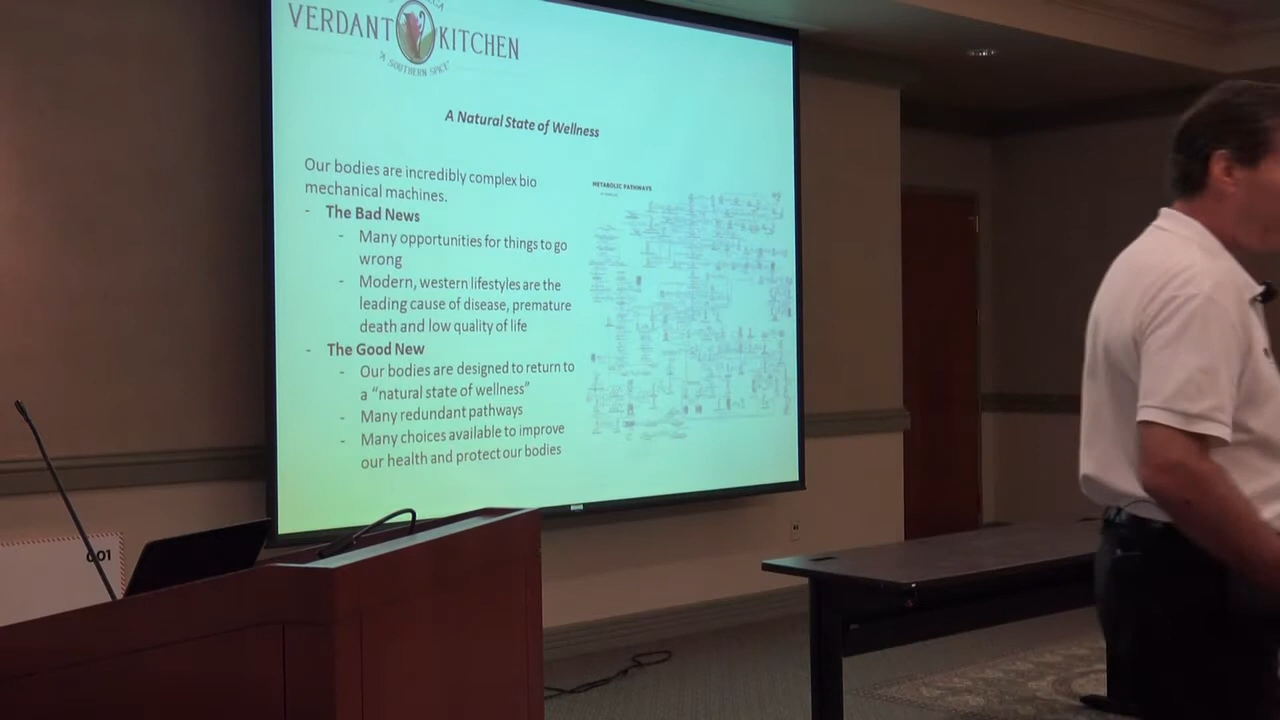 VERDANT KITCHEN
"A SOUTHERN SPICE"
A Natural State of Wellness
Our bodies are incredibly complex bio
mechanical machines.
- The Bad News
- Many opportunities for things to go
wrong
- Modern, western lifestyles are the
leading cause of disease, premature
death and low quality of life
- The Good New
- Our bodies are designed to return to
a “natural state of wellness”
- Many redundant pathways
- Many choices available to improve
our health and protect our bodies
METABOLIC PATHWAYS
001